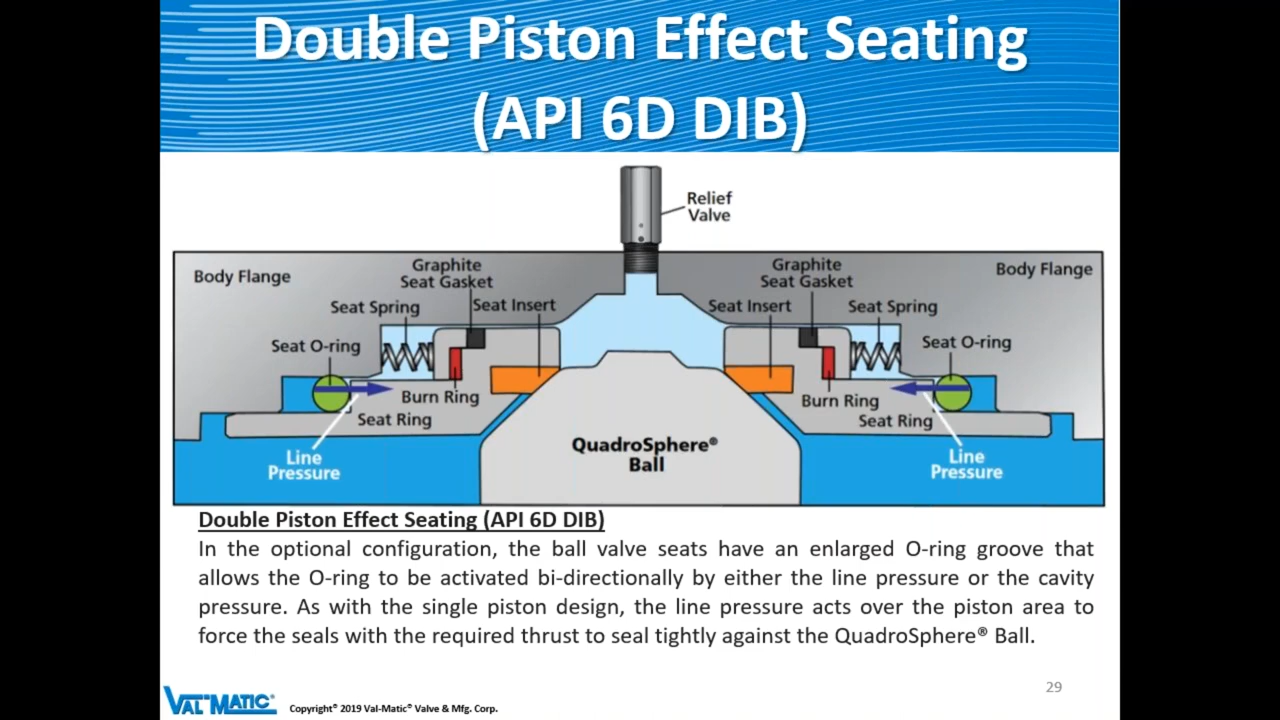 Double Piston Effect Seating
(API 6D DIB)
Relief
Valve
Body Flange
Graphite
Seat Gasket
Seat Spring
Seat Insert
Seat O-ring
Burn Ring
Seat Ring
Line
Pressure
QuadroSphere®
Ball
Graphite
Seat Gasket
Body Flange
Seat Insert
Seat Spring
Seat O-ring
Burn Ring
Seat Ring
Line
Pressure
Double Piston Effect Seating (API 6D DIB)
In the optional configuration, the ball valve seats have an enlarged O-ring groove that
allows the O-ring to be activated bi-directionally by either the line pressure or the cavity
pressure. As with the single piston design, the line pressure acts over the piston area to
force the seals with the required thrust to seal tightly against the QuadroSphere® Ball.
29
VAL-MATIC®
Copyright© 2019 Val-Matic® Valve & Mfg. Corp.